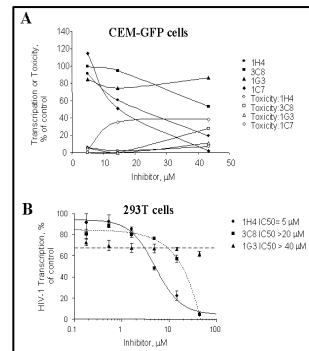 A
CEM-GFP cells
Transcription or Toxicity,
% of control
140
120
100
80
60
40
20
0
0
10
20
30
40
50
Inhibitor, µM
1H4
3C8
1G3
1C7
Toxicity:1H4
Toxicity:3C8
Toxicity:1G3
Toxicity:1C7
B
293T cells
HIV-1 Transcription, %
of control
100
80
60
40
20
0
0.1
1
10
100
Inhibitor, µM
1H4 IC50= 5 µM
3C8 IC50 >20 µM
1G3 IC50 > 40 µM